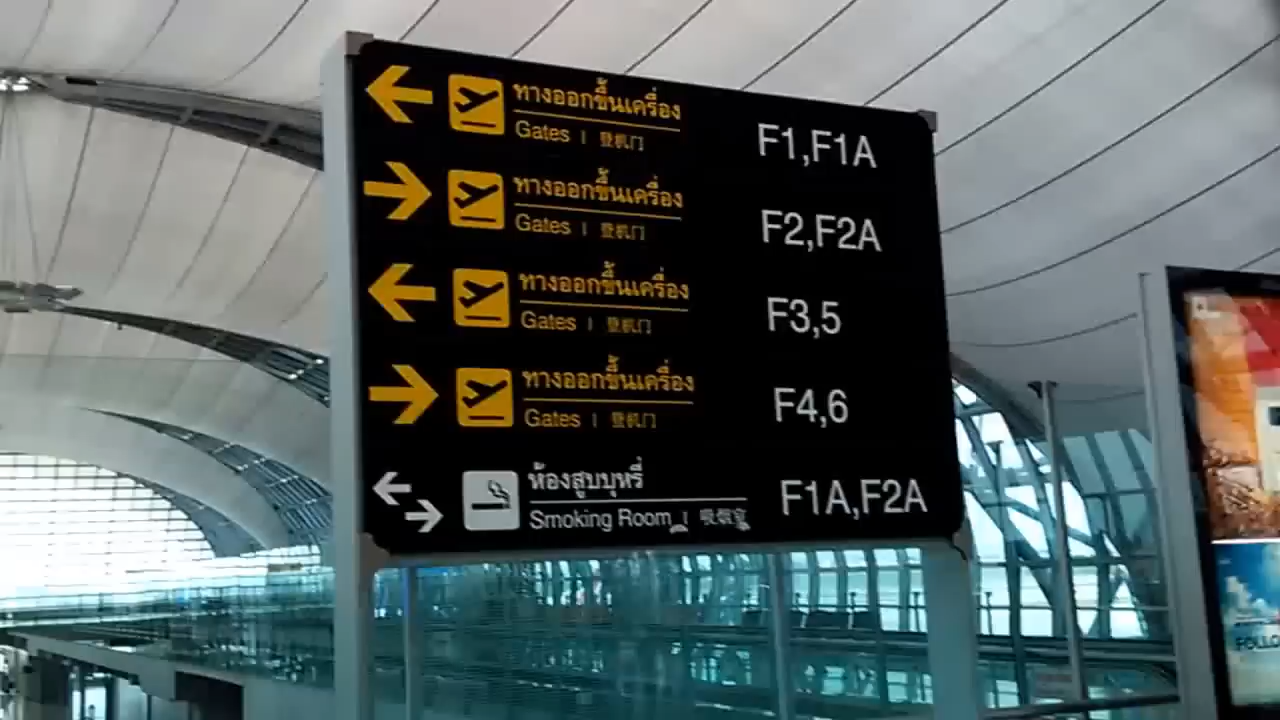 ทางออกขึ้นเครื่อง
Gates | 登机门
F1,F1A
ทางออกขึ้นเครื่อง
Gates | 登机门
F2,F2A
ทางออกขึ้นเครื่อง
Gates | 登机门
F3,5
ทางออกขึ้นเครื่อง
Gates | 登机门
F4,6
ห้องสูบบุหรี่
Smoking Room | 吸烟室
F1A,F2A